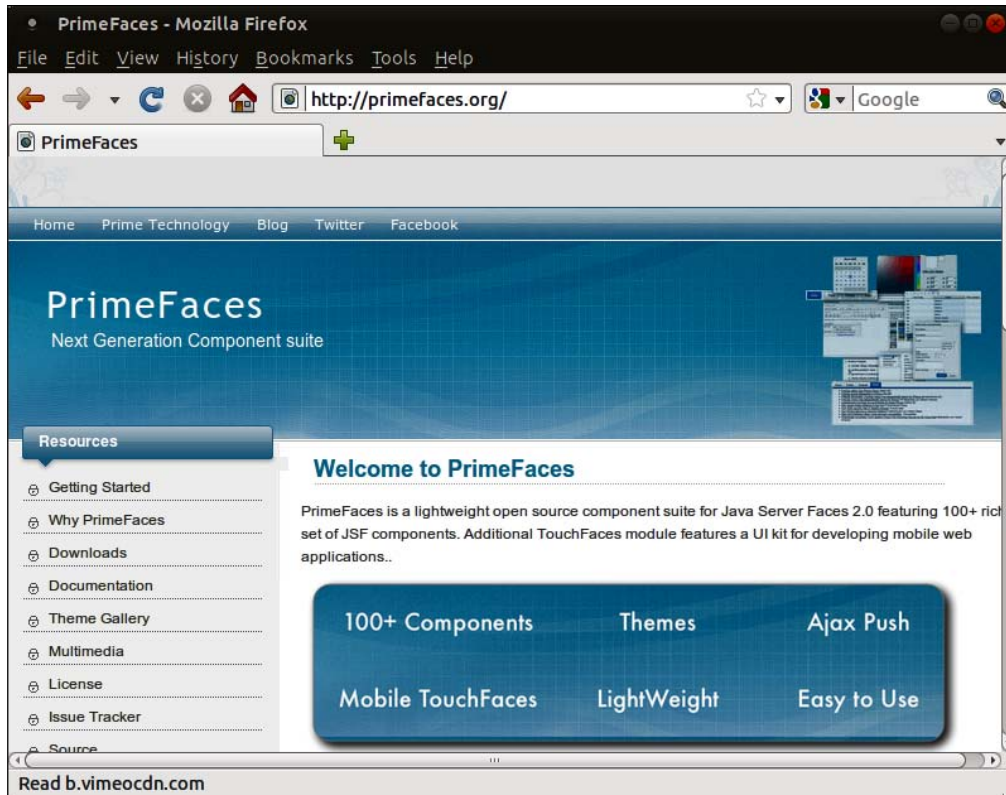 PrimeFaces - Mozilla Firefox
File Edit View History Bookmarks Tools Help
http://primefaces.org/ Google
PrimeFaces
Home Prime Technology Blog Twitter Facebook
PrimeFaces
Next Generation Component suite
Resources
Getting Started
Why PrimeFaces
Downloads
Documentation
Theme Gallery
Multimedia
License
Issue Tracker
Source
Welcome to PrimeFaces
PrimeFaces is a lightweight open source component suite for Java Server Faces 2.0 featuring 100+ rich
set of JSF components. Additional TouchFaces module features a UI kit for developing mobile web
applications..
100+ Components Themes Ajax Push
Mobile TouchFaces LightWeight Easy to Use
Read b.vimeocdn.com